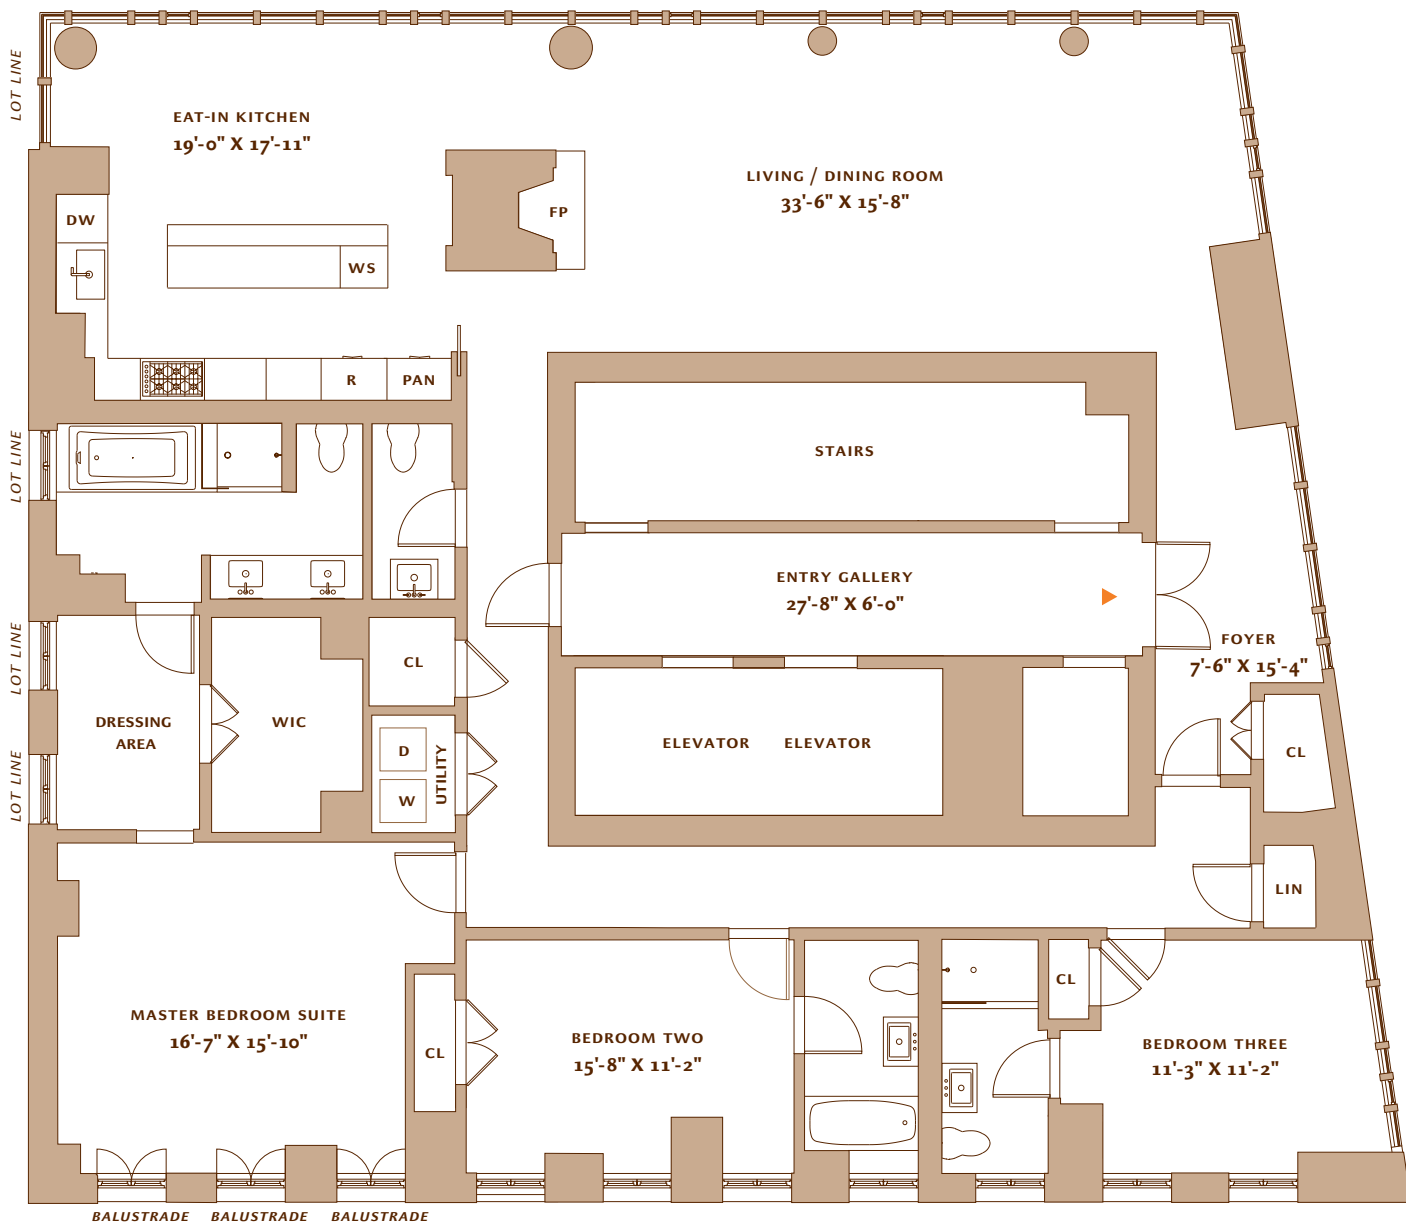 LOT LINE
EAT-IN KITCHEN
19'-0" X 17'-11"
LIVING / DINING ROOM
33'-6" X 15'-8"
DW
FP
WS
R
PAN
LOT LINE
STAIRS
ENTRY GALLERY
27'-8" X 6'-0"
FOYER
7'-6" X 15'-4"
LOT LINE
CL
DRESSING
AREA
WIC
D
W
UTILITY
ELEVATOR
ELEVATOR
CL
LOT LINE
LIN
MASTER BEDROOM SUITE
16'-7" X 15'-10"
CL
BEDROOM TWO
15'-8" X 11'-2"
CL
BEDROOM THREE
11'-3" X 11'-2"
BALUSTRADE
BALUSTRADE
BALUSTRADE